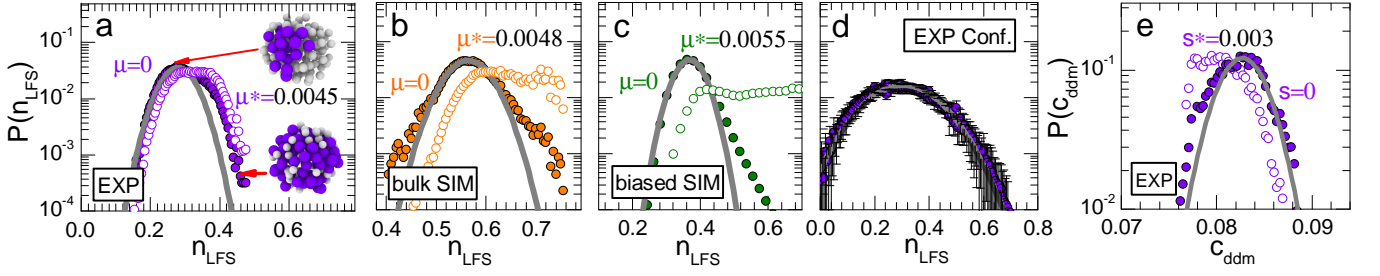 a
10^-1
10^-2
10^-3
10^-4
P(n_LFS)
μ=0
μ*=0.0045
EXP
0.0 0.2 0.4 0.6
n_LFS
b
μ*=0.0048
μ=0
bulk SIM
0.4 0.5 0.6 0.7
n_LFS
c
μ*=0.0055
μ=0
biased SIM
0.2 0.4 0.6
n_LFS
d
EXP Conf.
0.0 0.2 0.4 0.6 0.8
n_LFS
e
10^-1
10^-2
P(c_ddm)
s*=0.003
s=0
EXP
0.07 0.08 0.09
c_ddm